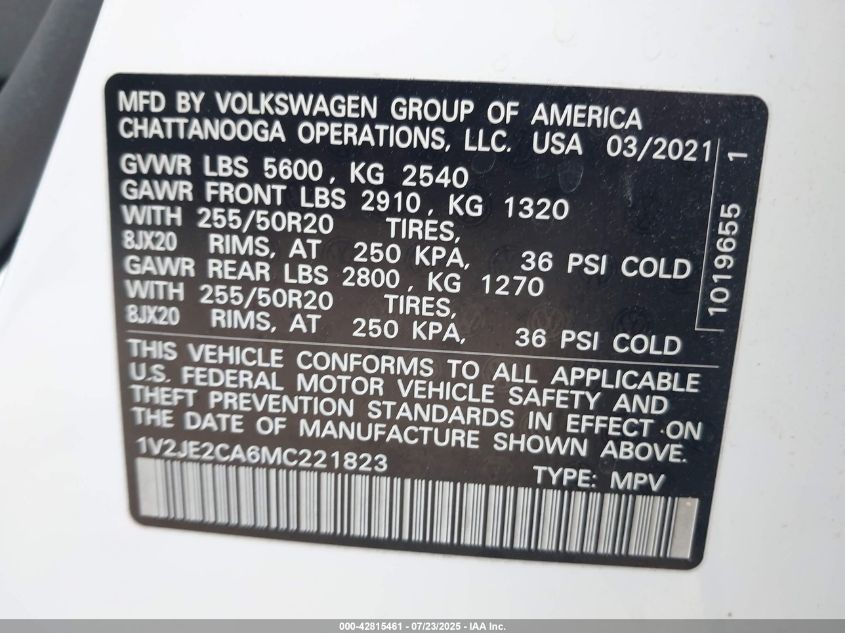 MFD BY VOLKSWAGEN GROUP OF AMERICA
CHATTANOOGA OPERATIONS, LLC. USA 03/2021
GVWR LBS 5600, KG 2540
GAWR FRONT LBS 2910, KG 1320
WITH 255/50R20 TIRES,
8JX20 RIMS, AT 250 KPA, 36 PSI COLD
GAWR REAR LBS 2800, KG 1270
WITH 255/50R20 TIRES,
8JX20 RIMS, AT 250 KPA, 36 PSI COLD
1019655 1
THIS VEHICLE CONFORMS TO ALL APPLICABLE
U.S. FEDERAL MOTOR VEHICLE SAFETY AND
THEFT PREVENTION STANDARDS IN EFFECT ON
THE DATE OF MANUFACTURE SHOWN ABOVE.
1V2JE2CA6MC221823 TYPE: MPV
000-42815461 - 07/23/2025 - IAA Inc.